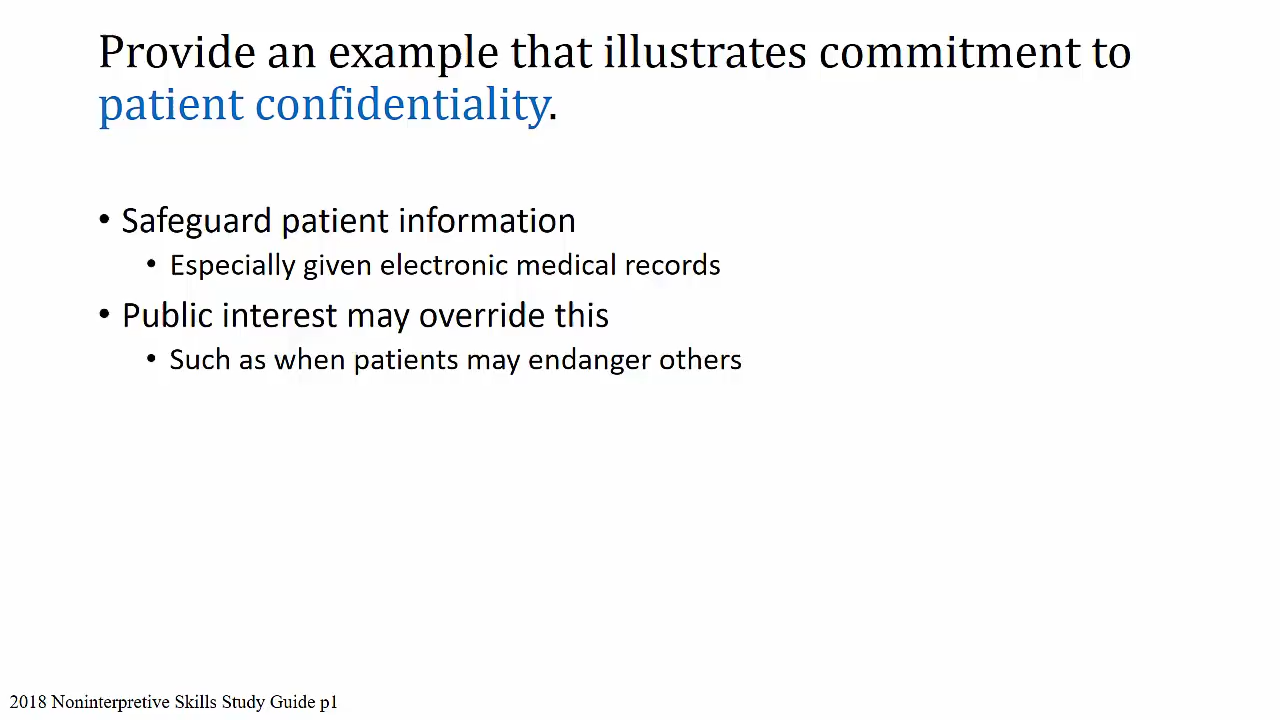 Provide an example that illustrates commitment to
patient confidentiality.
• Safeguard patient information
• Especially given electronic medical records
• Public interest may override this
• Such as when patients may endanger others
2018 Noninterpretive Skills Study Guide p1